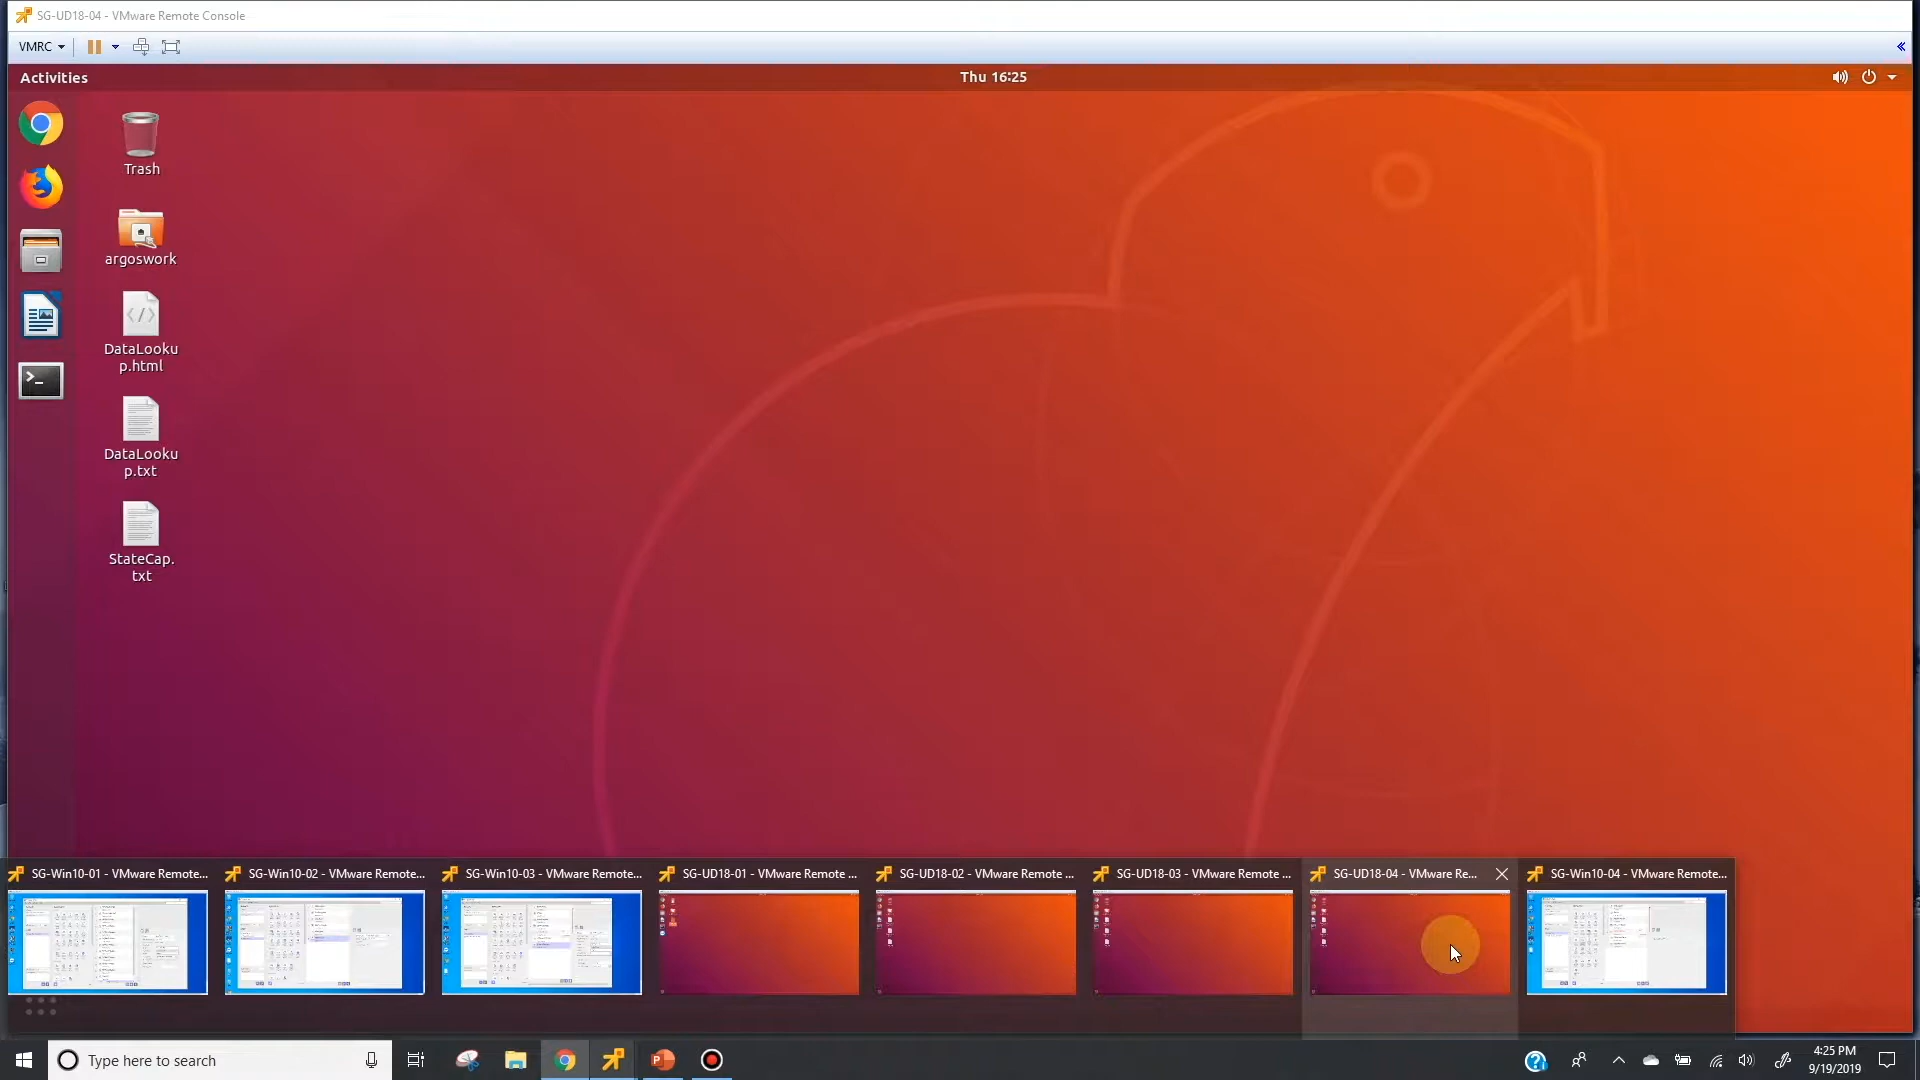 SG-UD18-04 - VMware Remote Console
VMRC
Activities
Thu 16:25
Trash
argoswork
DataLooku
p.html
DataLooku
p.txt
StateCap.
txt
SG-Win10-01 - VMware Remote...
SG-Win10-02 - VMware Remote...
SG-Win10-03 - VMware Remote...
SG-UD18-01 - VMware Remote ...
SG-UD18-02 - VMware Remote ...
SG-UD18-03 - VMware Remote ...
SG-UD18-04 - VMware Re...
SG-Win10-04 - VMware Remote...
Type here to search
4:25 PM
9/19/2019